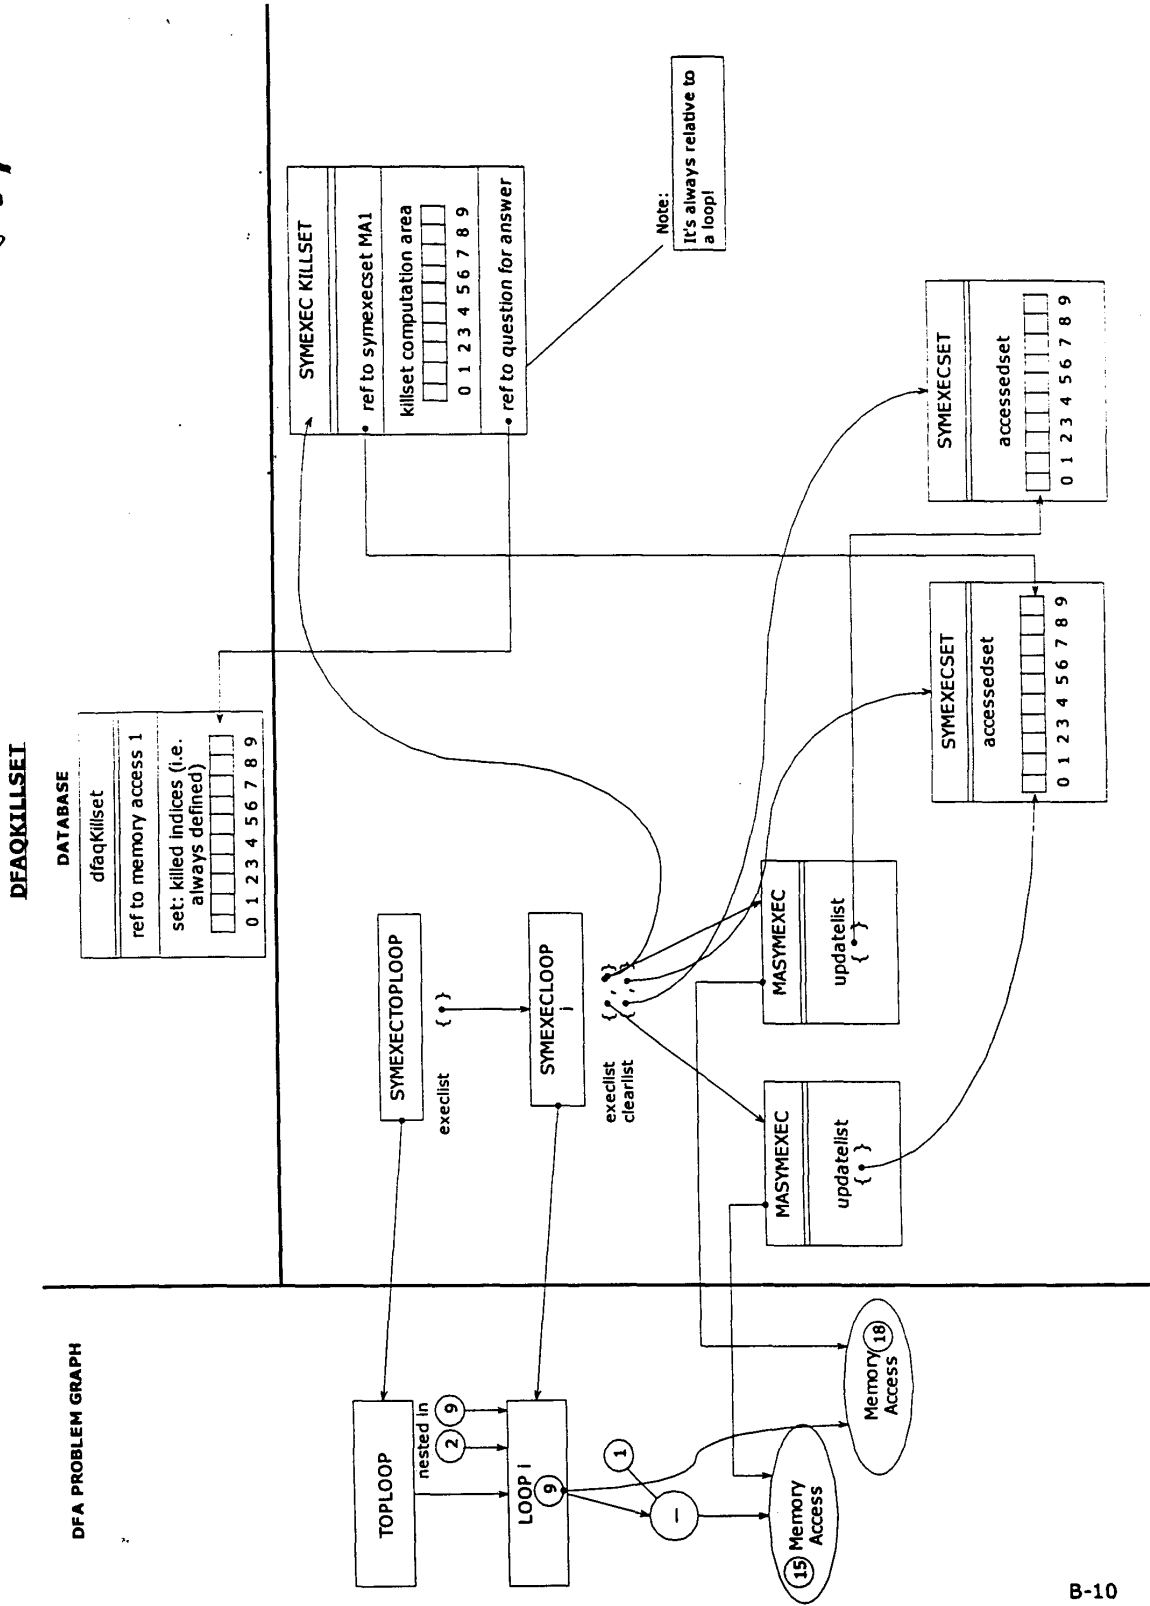 DFAQKILLSET
DATABASE
dfaqKillset
ref to memory access 1
set: killed indices (i.e.
always defined)
0 1 2 3 4 5 6 7 8 9
DFA PROBLEM GRAPH
TOPLOOP
nested in
2
9
LOOP i
9
1
–
15
Memory
Access
Memory
18
Access
SYMEXECTOPLOOP
execlist
{ }
SYMEXECLOOP
i
execlist
{ , , }
clearlist
{ , }
MASYMEXEC
updatelist
{ }
MASYMEXEC
updatelist
{ }
SYMEXEC KILLSET
ref to symexecset MA1
killset computation area
0 1 2 3 4 5 6 7 8 9
ref to question for answer
Note:
It's always relative to
a loop!
SYMEXECSET
accessedset
0 1 2 3 4 5 6 7 8 9
SYMEXECSET
accessedset
0 1 2 3 4 5 6 7 8 9
B-10